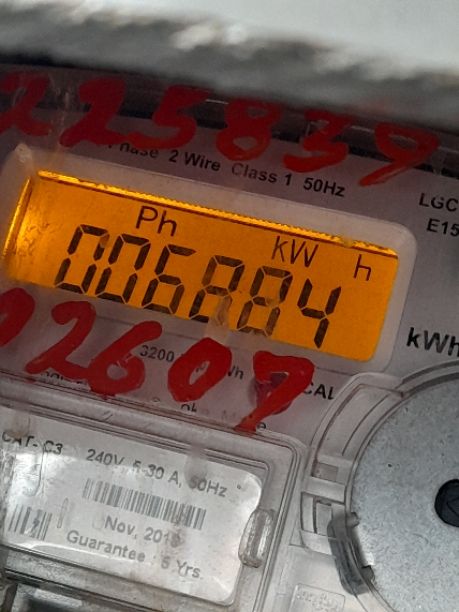 225839
Phase 2 Wire Class 1 50Hz
LGC
E15
Ph kW h
006884
kWh
02607
3200
CAL
CAT- C3 240V, 5-30 A, 50Hz
Nov, 201
Guarantee 5 Yrs.